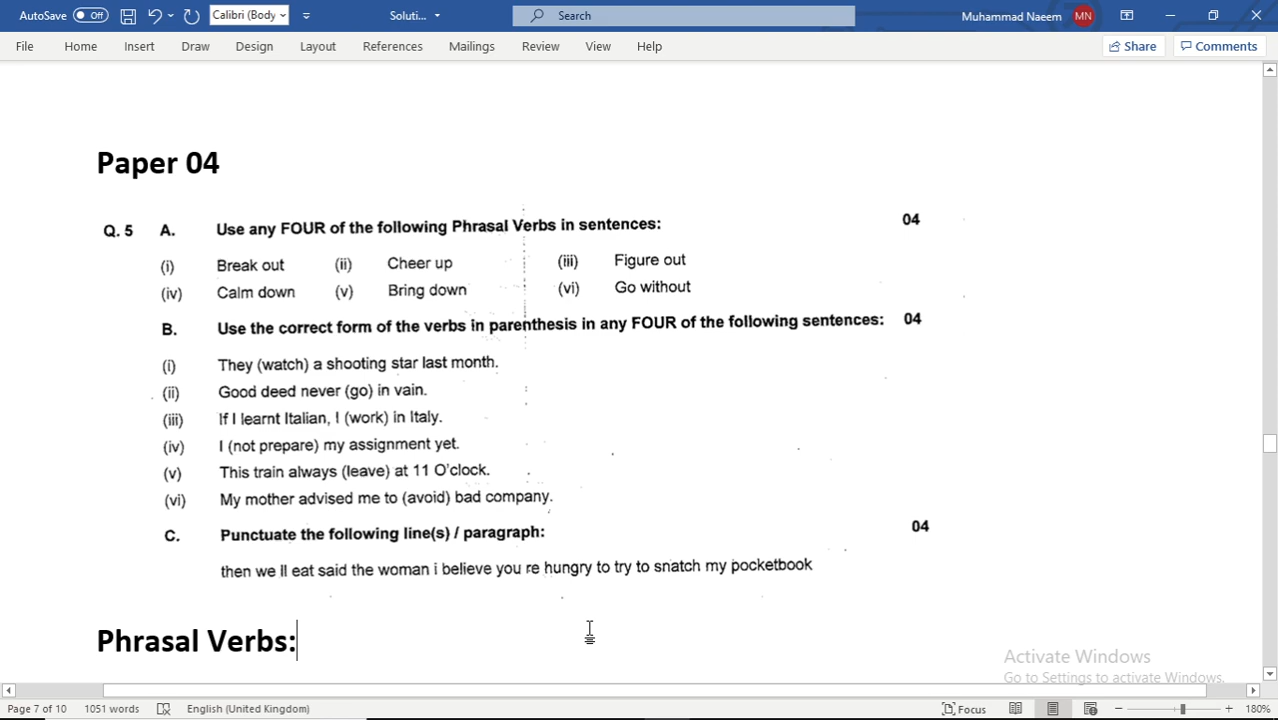 AutoSave Off Calibri (Body Soluti... Search Muhammad Naeem MN
File Home Insert Draw Design Layout References Mailings Review View Help Share Comments
Paper 04
Q. 5 A. Use any FOUR of the following Phrasal Verbs in sentences: 04
(i) Break out (ii) Cheer up (iii) Figure out
(iv) Calm down (v) Bring down (vi) Go without
B. Use the correct form of the verbs in parenthesis in any FOUR of the following sentences: 04
(i) They (watch) a shooting star last month.
(ii) Good deed never (go) in vain.
(iii) If I learnt Italian, I (work) in Italy.
(iv) I (not prepare) my assignment yet.
(v) This train always (leave) at 11 O'clock.
(vi) My mother advised me to (avoid) bad company.
C. Punctuate the following line(s) / paragraph: 04
then we ll eat said the woman i believe you re hungry to try to snatch my pocketbook
Phrasal Verbs:
Activate Windows
Go to Settings to activate Windows.
Page 7 of 10 1051 words English (United Kingdom) Focus 180%